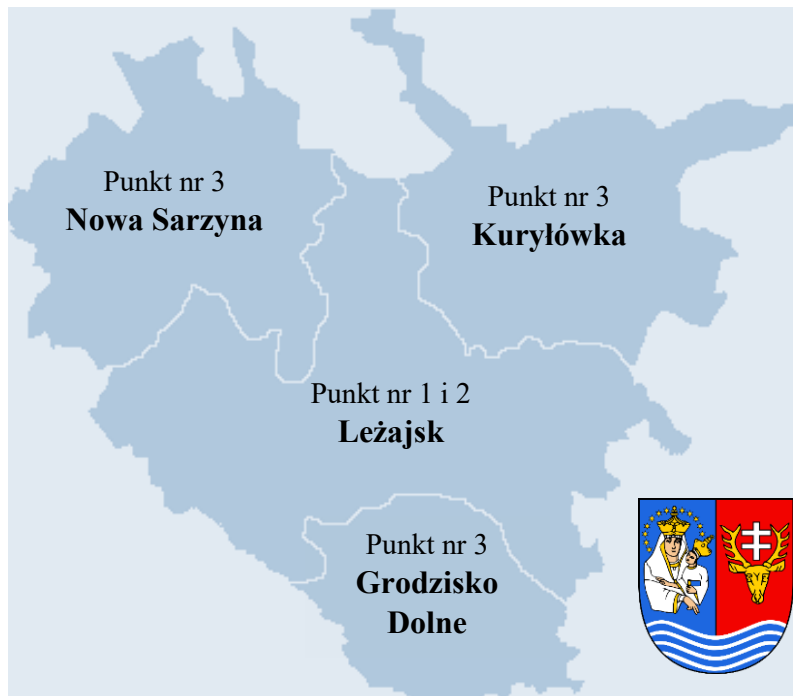 Punkt nr 3
Nowa Sarzyna
Punkt nr 3
Kuryłówka
Punkt nr 1 i 2
Leżajsk
Punkt nr 3
Grodzisko
Dolne